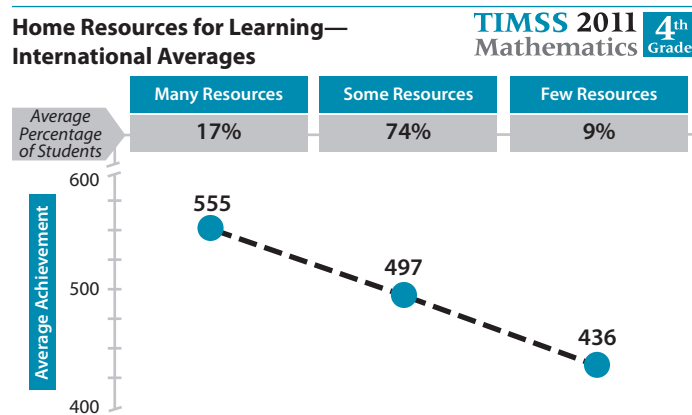 Home Resources for Learning—
International Averages
TIMSS 2011
Mathematics
4th
Grade
Many Resources
Some Resources
Few Resources
Average
Percentage
of Students
17%
74%
9%
600
500
400
Average Achievement
555
497
436